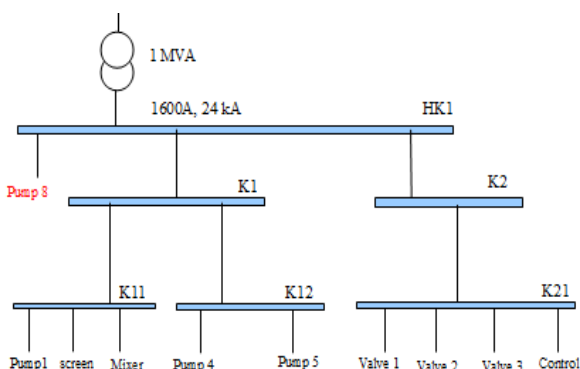 1 MVA
1600A, 24 kA HK1
Pump 8
K1
K2
K11
K12
K21
Pump1 screen Mixer Pump 4 Pump 5 Valve 1 Valve 2 Valve 3 Control